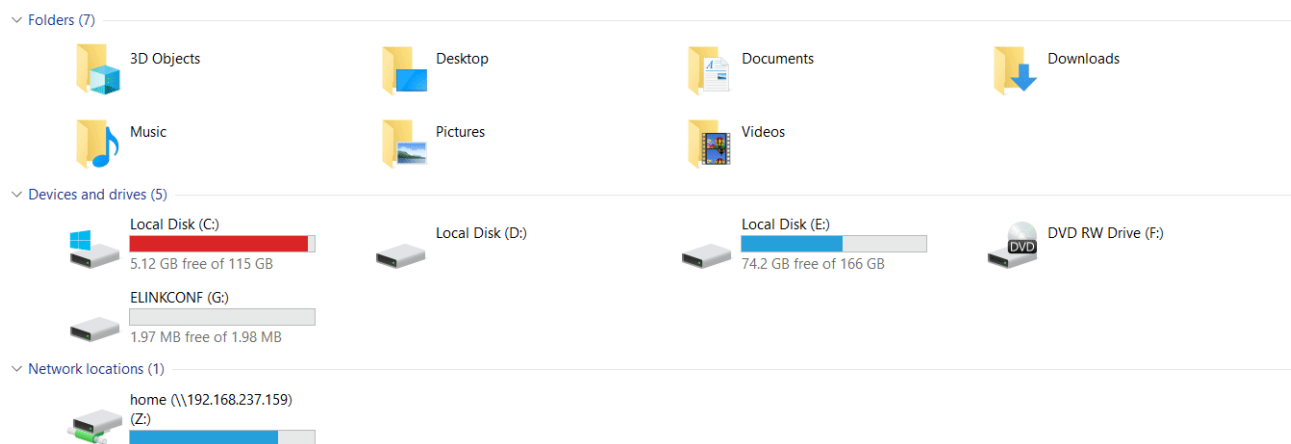 Folders (7)
3D Objects
Desktop
Documents
Downloads
Music
Pictures
Videos
Devices and drives (5)
Local Disk (C:)
5.12 GB free of 115 GB
Local Disk (D:)
Local Disk (E:)
74.2 GB free of 166 GB
DVD RW Drive (F:)
DVD
ELINKCONF (G:)
1.97 MB free of 1.98 MB
Network locations (1)
home (\\192.168.237.159)
(Z:)